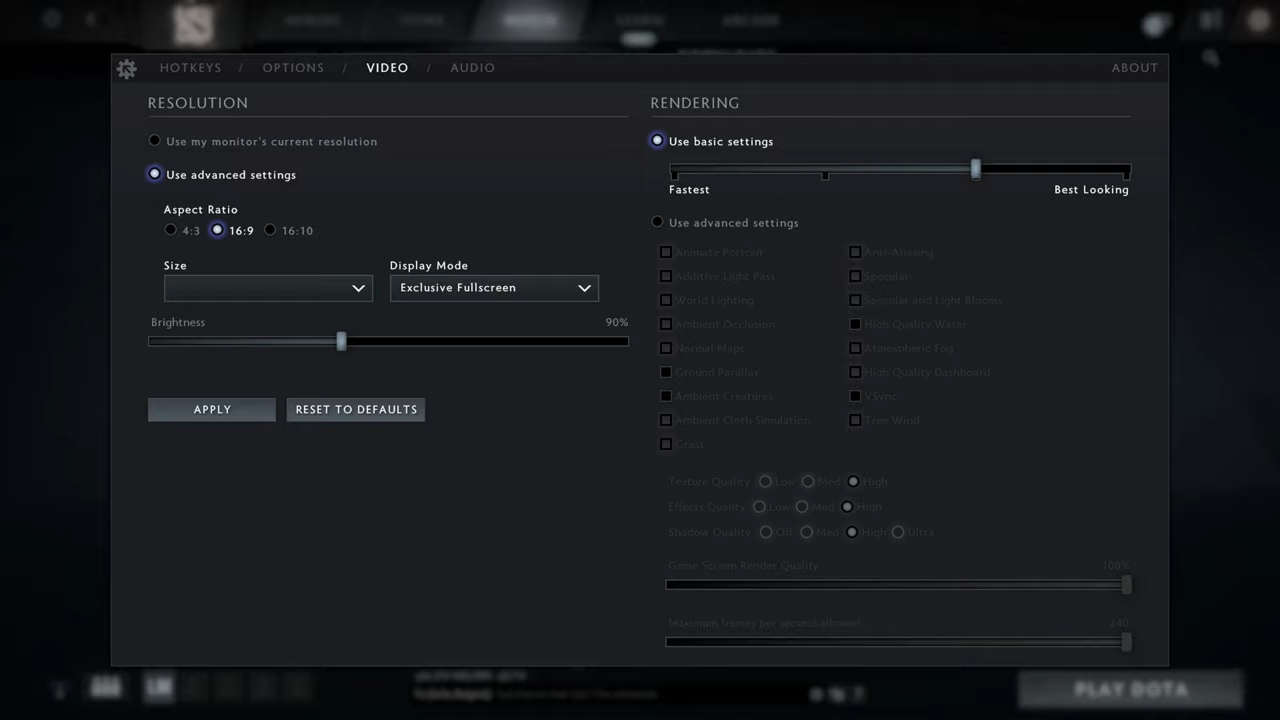 HOTKEYS / OPTIONS / VIDEO / AUDIO
ABOUT
RESOLUTION
Use my monitor's current resolution
Use advanced settings
Aspect Ratio
4:3 16:9 16:10
Size
Display Mode
Exclusive Fullscreen
Brightness 90%
APPLY RESET TO DEFAULTS
RENDERING
Use basic settings
Fastest Best Looking
Use advanced settings
Animate Portrait Anti-Aliasing
Additive Light Pass Specular
World Lighting Specular and Light Blooms
Ambient Occlusion High Quality Water
Normal Maps Atmospheric Fog
Ground Parallax High Quality Dashboard
Ambient Creatures VSync
Ambient Cloth Simulation Tree Wind
Grass
Texture Quality Low Med High
Effects Quality Low Med High
Shadow Quality Off Med High Ultra
Game Screen Render Quality 100%
Maximum frames per second allowed 240
PLAY DOTA